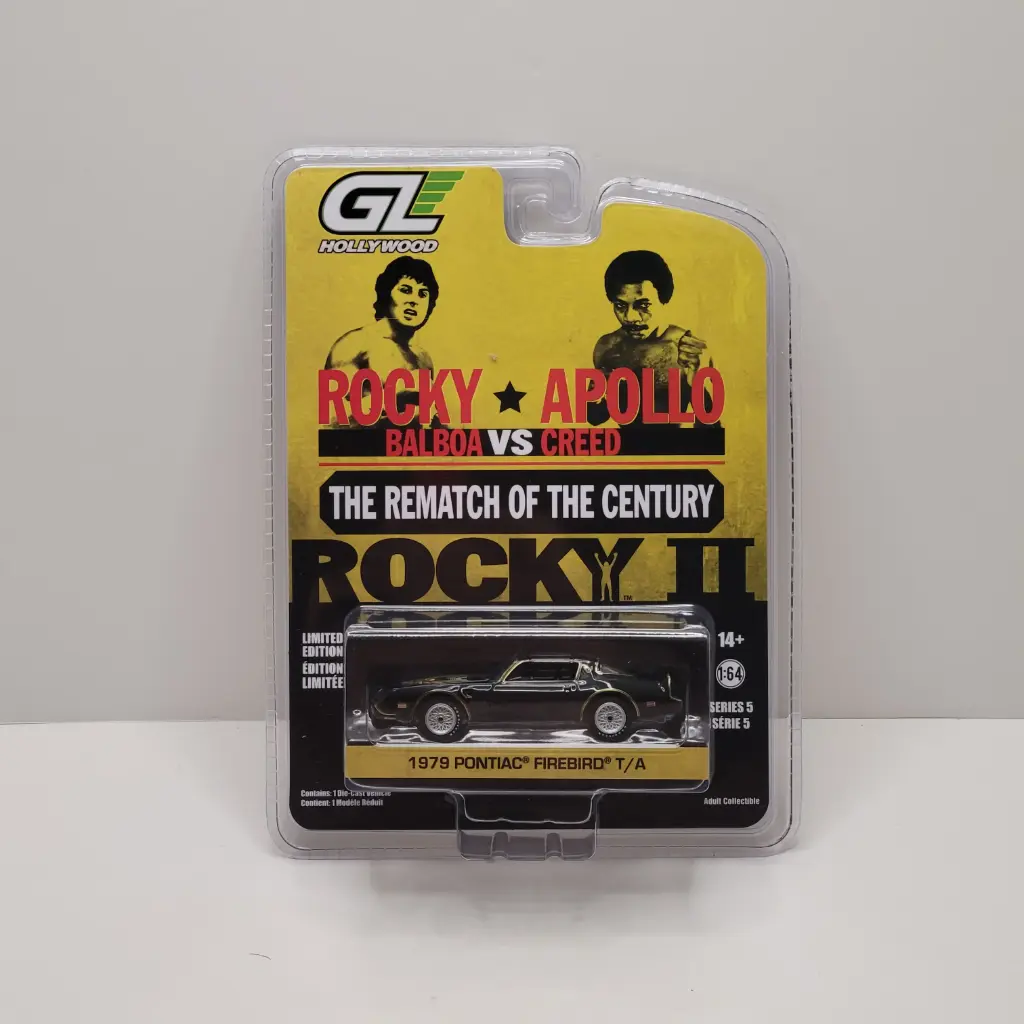 GL
HOLLYWOOD
ROCKY ★ APOLLO
BALBOA VS CREED
THE REMATCH OF THE CENTURY
ROCKY II
™
LIMITED
EDITION
ÉDITION
LIMITÉE
14+
1:64
SERIES 5
SÉRIE 5
1979 PONTIAC® FIREBIRD® T/A
Contains: 1 Die-Cast Vehicle
Contient: 1 Modèle Réduit
Adult Collectible